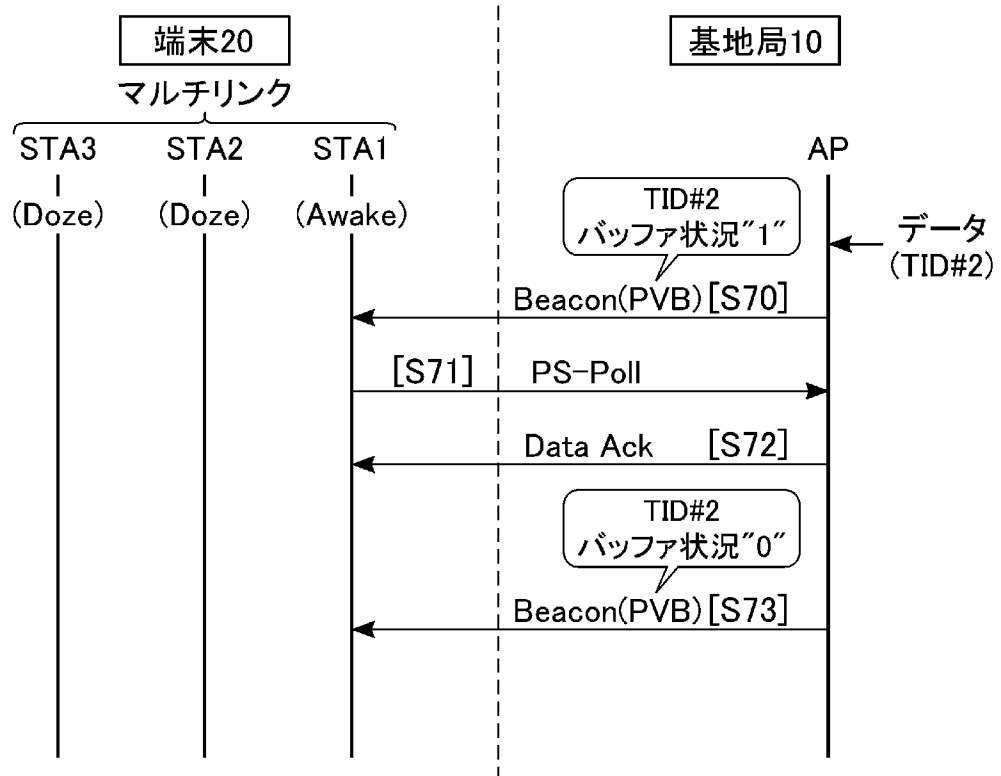 端末20
基地局10
マルチリンク
STA3
STA2
STA1
AP
(Doze)
(Doze)
(Awake)
TID#2
バッファ状況"1"
データ
(TID#2)
Beacon(PVB)[S70]
[S71] PS-Poll
Data Ack [S72]
TID#2
バッファ状況"0"
Beacon(PVB)[S73]